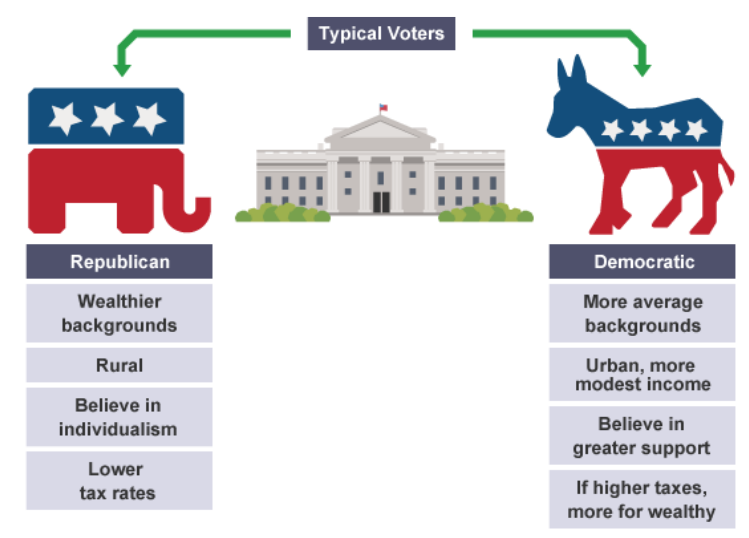 Typical Voters
Republican
Wealthier
backgrounds
Rural
Believe in
individualism
Lower
tax rates
Democratic
More average
backgrounds
Urban, more
modest income
Believe in
greater support
If higher taxes,
more for wealthy